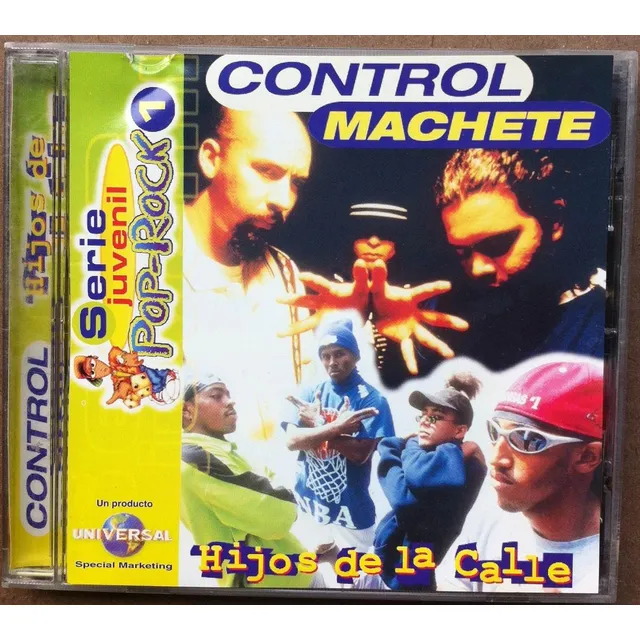 CONTROL
MACHETE
Serie
juvenil
POP-ROCK 1
Hijos de
CONTROL
Un producto
UNIVERSAL
Special Marketing
NBA
Hijos de la Calle